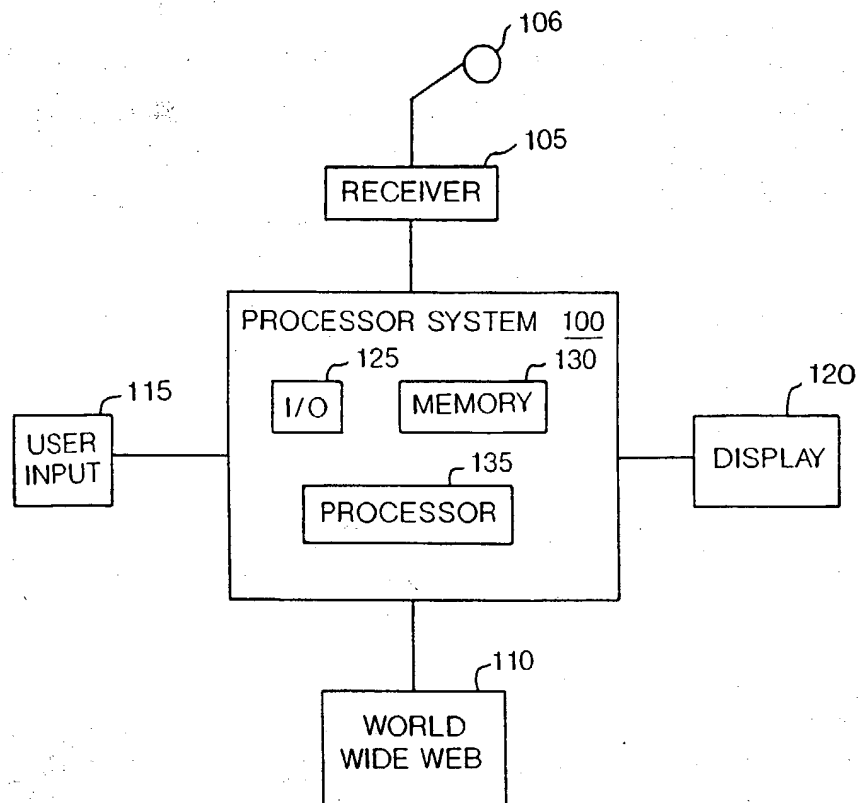 106
105
RECEIVER
PROCESSOR SYSTEM 100
125
130
I/O
MEMORY
115
USER
INPUT
120
DISPLAY
135
PROCESSOR
110
WORLD
WIDE WEB